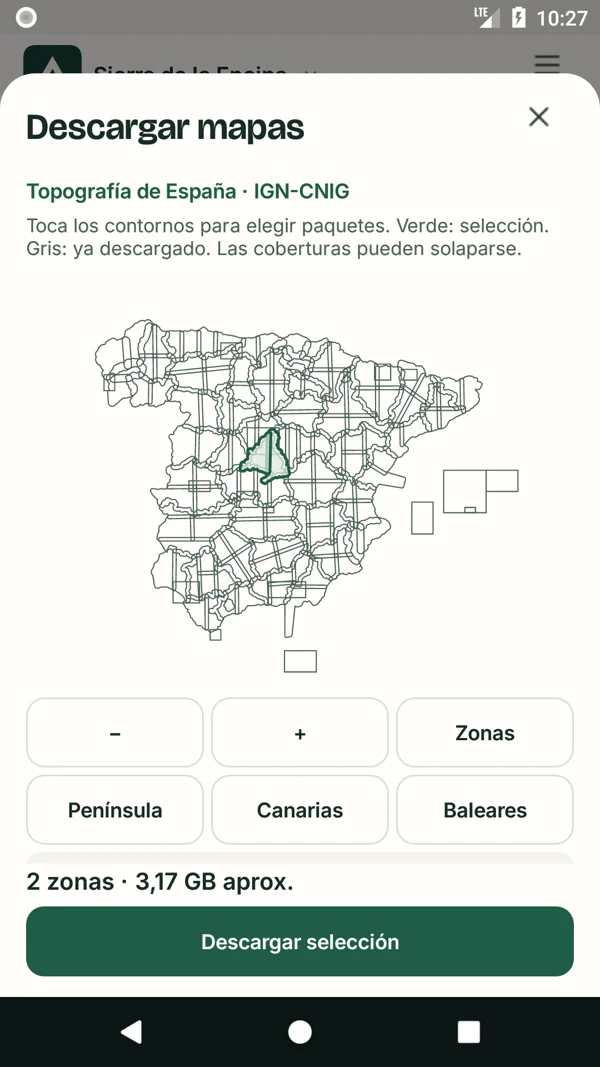 LTE 10:27
Descargar mapas
Topografía de España · IGN-CNIG
Toca los contornos para elegir paquetes. Verde: selección.
Gris: ya descargado. Las coberturas pueden solaparse.
− + Zonas
Península Canarias Baleares
2 zonas · 3,17 GB aprox.
Descargar selección